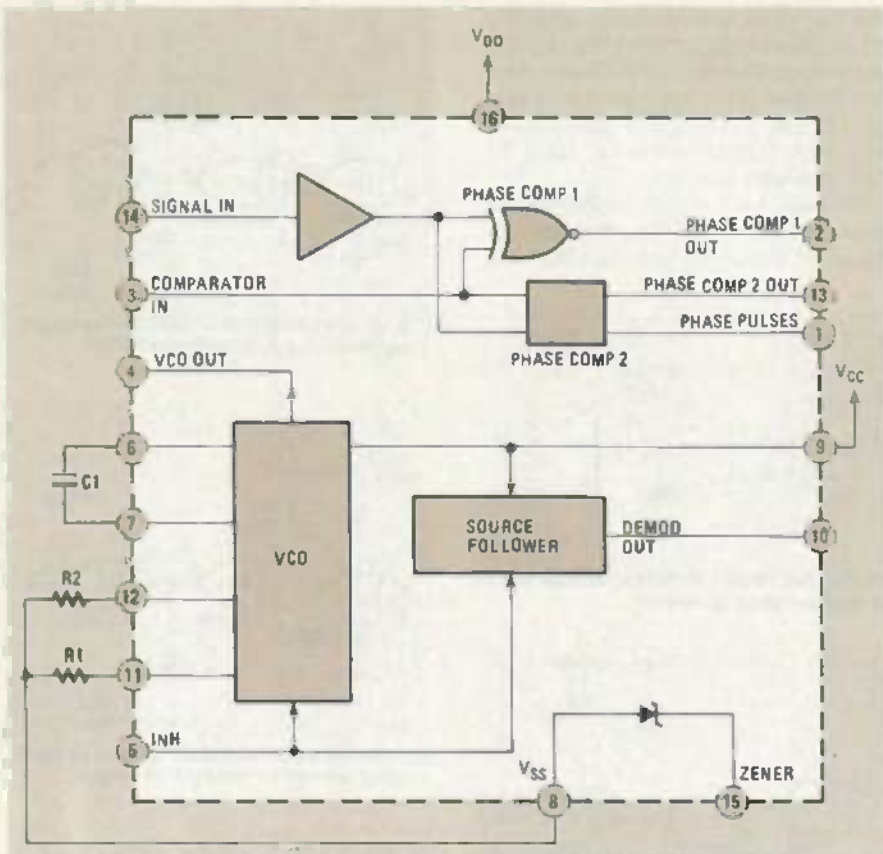 VDD
16
14 SIGNAL IN
PHASE COMP 1
PHASE COMP 1 OUT 2
3 COMPARATOR IN
PHASE COMP 2 OUT 13
PHASE PULSES 1
PHASE COMP 2
4 VCO OUT
VCC
6
9
C1
7
VCO
SOURCE FOLLOWER
DEMOD OUT 10
R2 12
R1 11
5 INH
VSS
8
ZENER
15